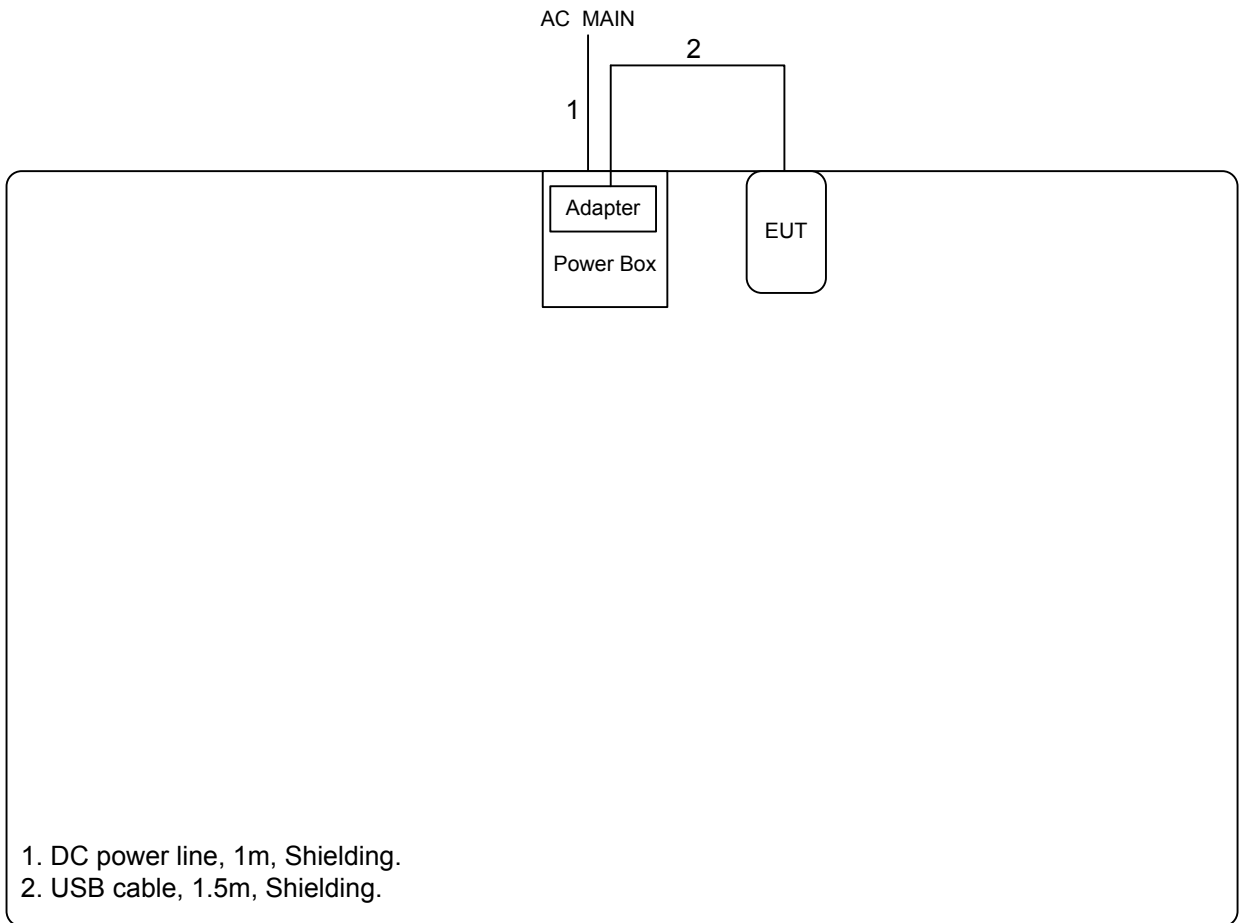 AC MAIN
2
1
Adapter
EUT
Power Box
1. DC power line, 1m, Shielding.
2. USB cable, 1.5m, Shielding.